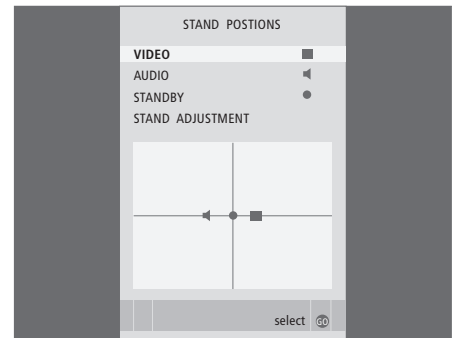 STAND POSTIONS
VIDEO
AUDIO
STANDBY
STAND ADJUSTMENT
select GO